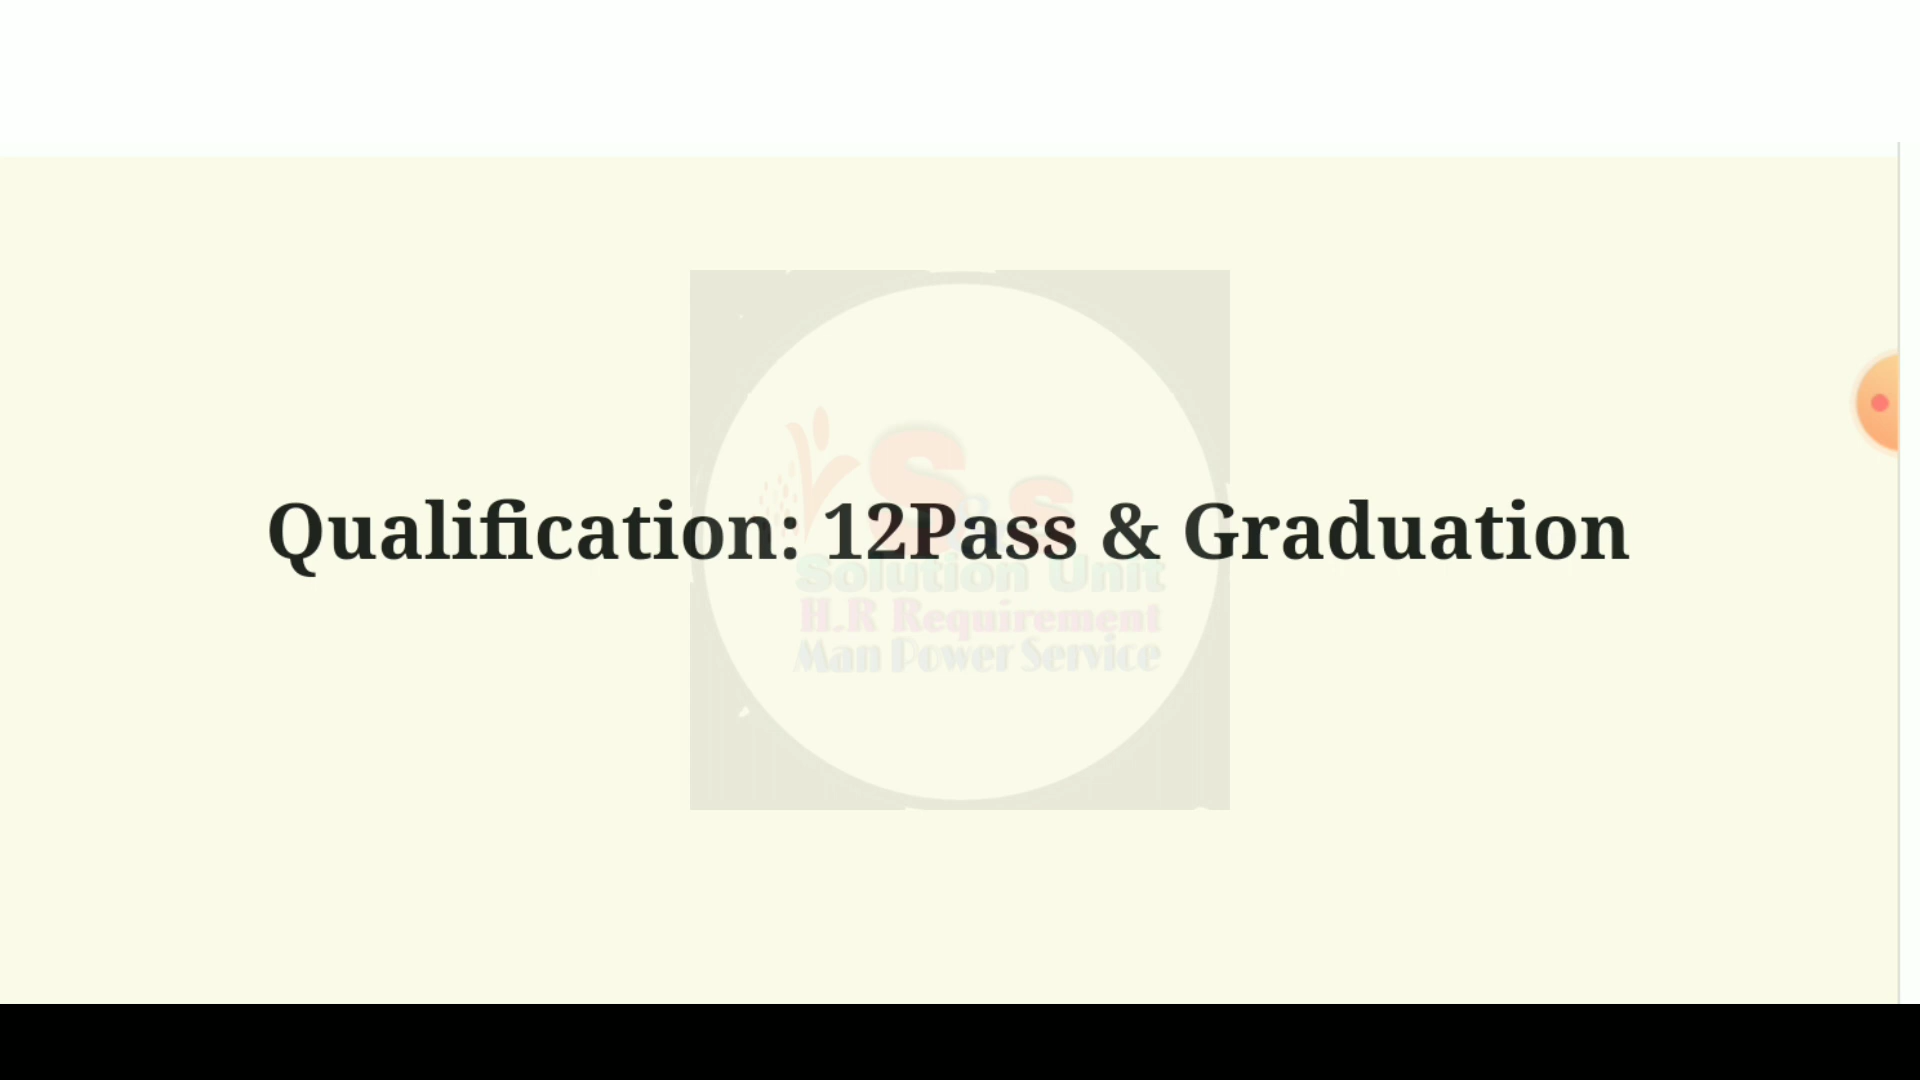 Qualification: 12Pass & Graduation
Solution Unit
H.R Requirement
Man Power Service